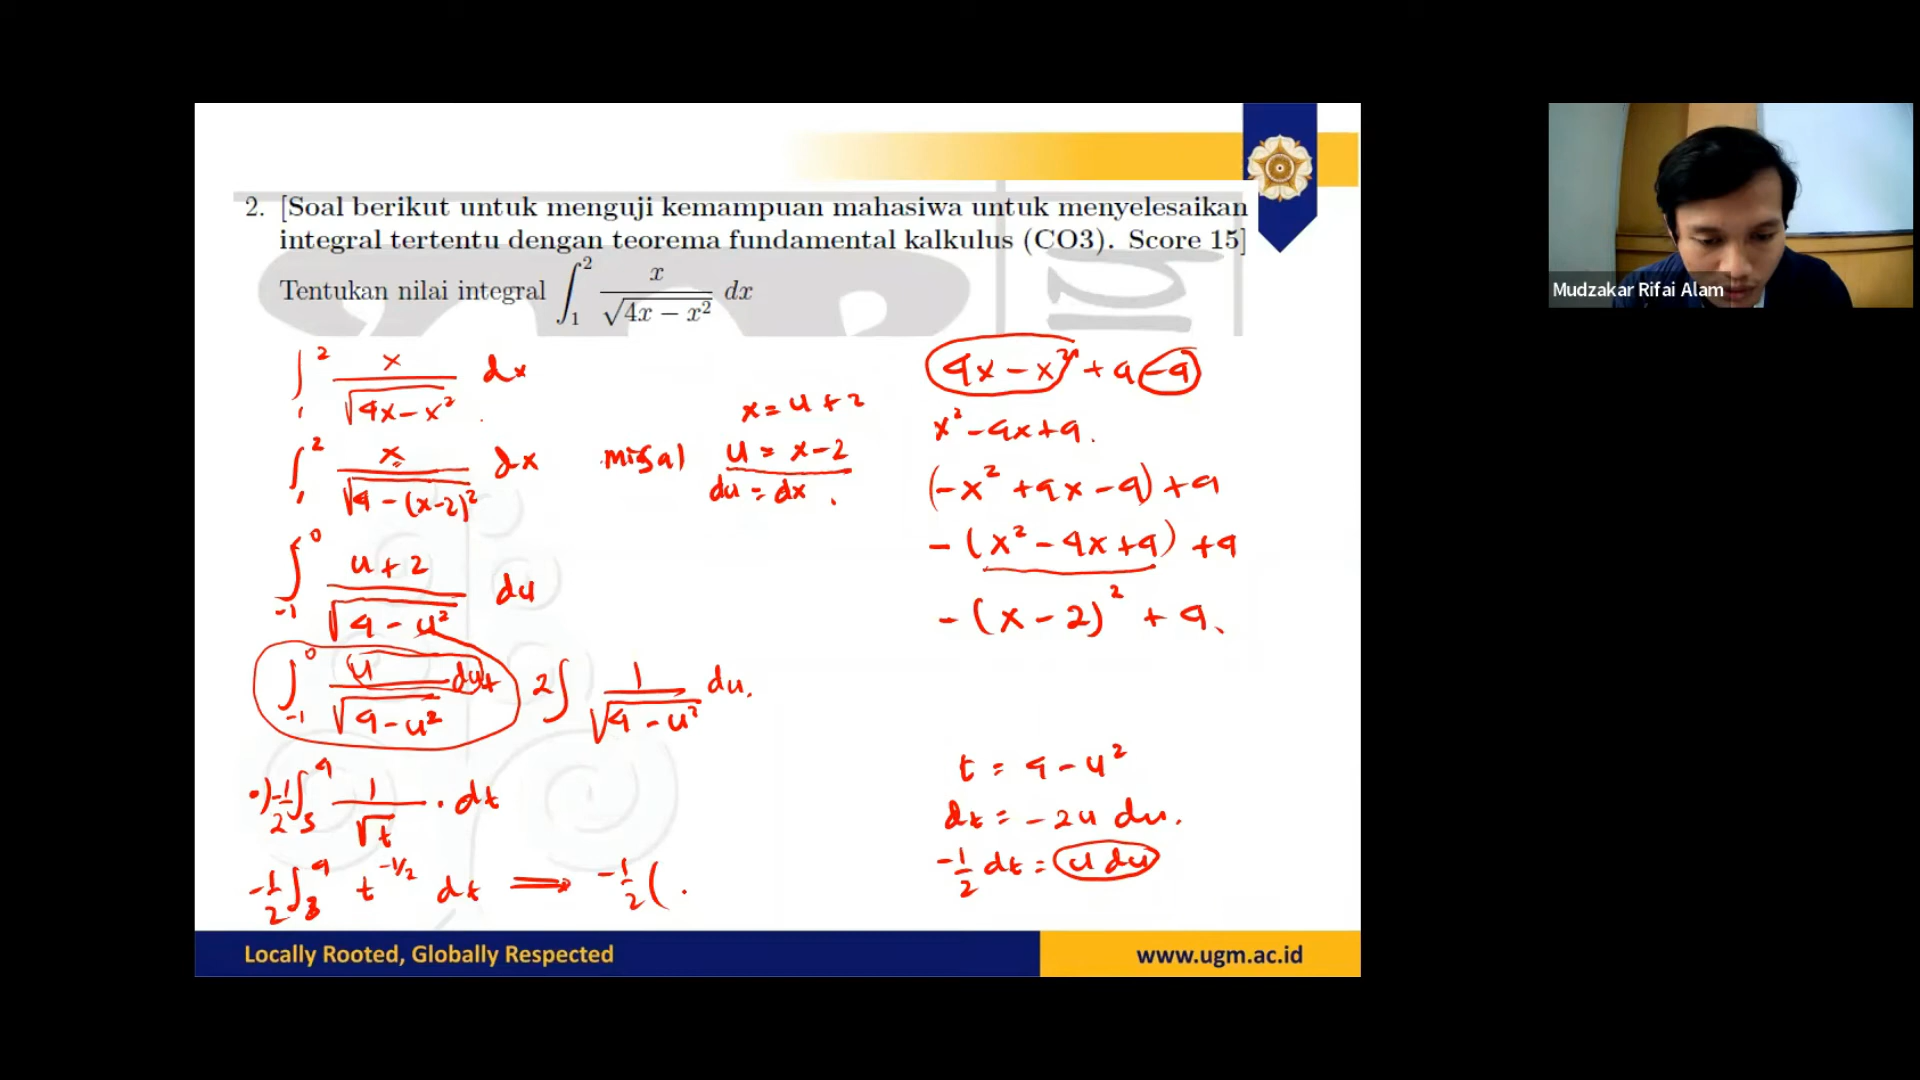 2. [Soal berikut untuk menguji kemampuan mahasiwa untuk menyelesaikan
integral tertentu dengan teorema fundamental kalkulus (CO3). Score 15]
Tentukan nilai integral ∫₁² x/√(4x − x²) dx
∫₁² x/√(4x − x²) dx
∫₁² x/√(4 − (x−2)²) dx
misal
x = u + 2
u = x − 2
du = dx.
∫₋₁⁰ (u + 2)/√(4 − u²) du
∫₋₁⁰ u/√(4 − u²) du + 2∫ 1/√(4 − u²) du.
•) −1/2 ∫₃⁴ 1/√t · dt
−1/2 ∫₃⁴ t^(−1/2) dt ⟹ −1/2 ( .
4x − x² + 4 − 4
x² − 4x + 4.
(−x² + 4x − 4) + 4
−(x² − 4x + 4) + 4
−(x − 2)² + 4.
t = 4 − u²
dt = −2u du.
−1/2 dt = u du
Mudzakar Rifai Alam
Locally Rooted, Globally Respected
www.ugm.ac.id